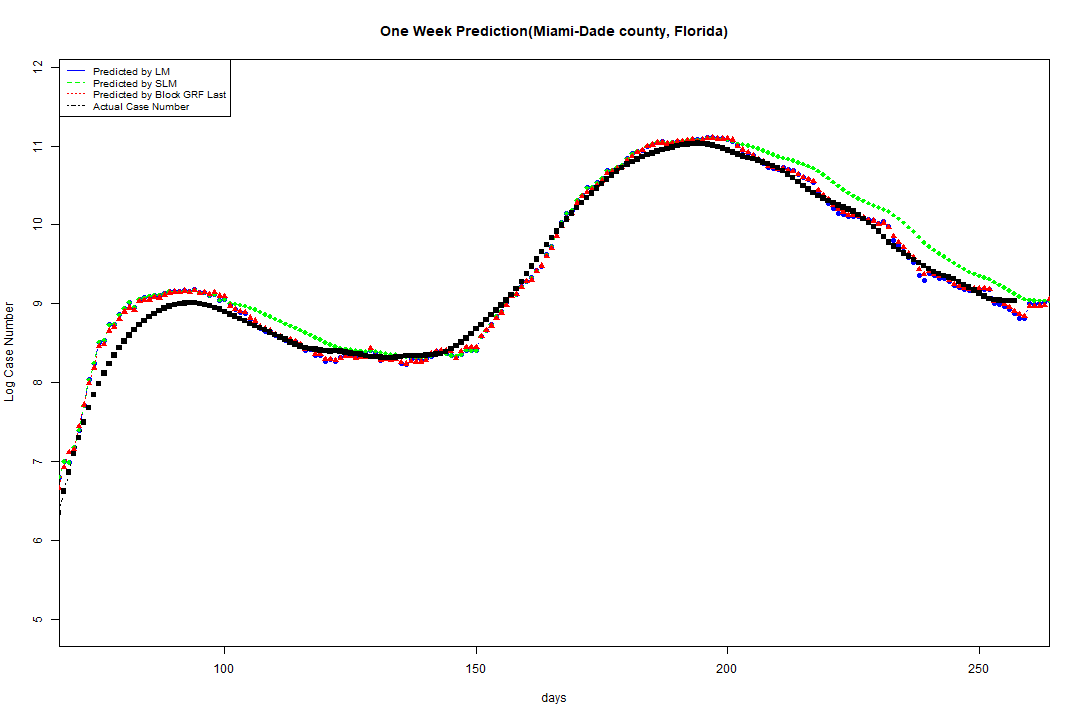 One Week Prediction(Miami-Dade county, Florida)
Predicted by LM
Predicted by SLM
Predicted by Block GRF Last
Actual Case Number
12
11
10
9
8
7
6
5
Log Case Number
100 150 200 250
days